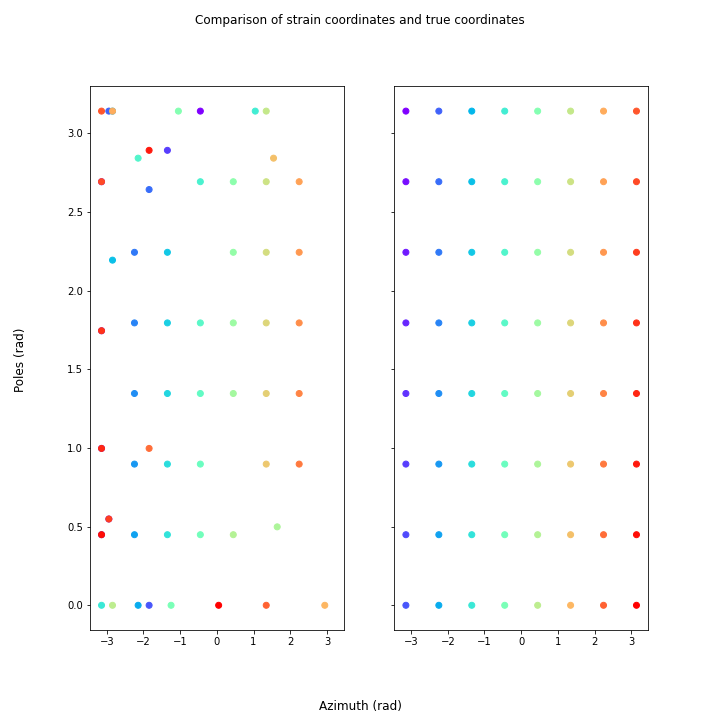 Comparison of strain coordinates and true coordinates
Poles (rad)
3.0
2.5
2.0
1.5
1.0
0.5
0.0
−3 −2 −1 0 1 2 3
−3 −2 −1 0 1 2 3
Azimuth (rad)